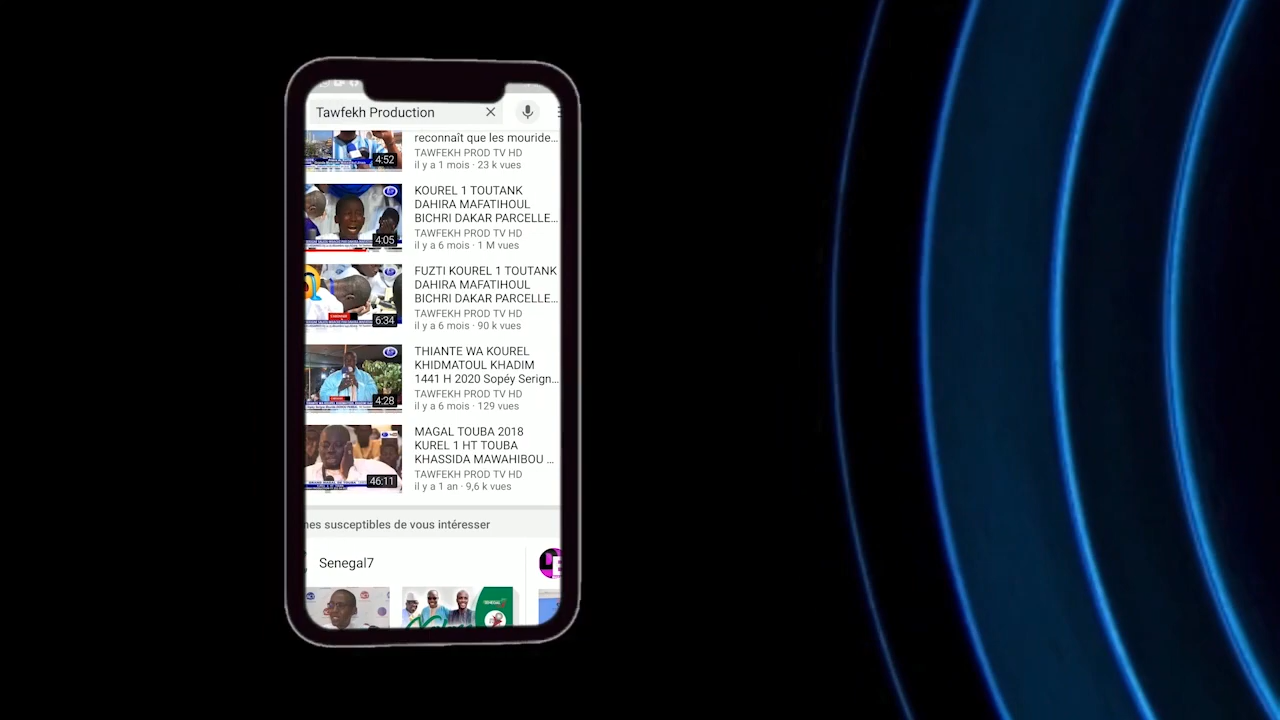 Tawfekh Production
reconnaît que les mouride...
TAWFEKH PROD TV HD
il y a 1 mois · 23 k vues
4:52
KOUREL 1 TOUTANK
DAHIRA MAFATIHOUL
BICHRI DAKAR PARCELLE...
TAWFEKH PROD TV HD
il y a 6 mois · 1 M vues
4:05
FUZTI KOUREL 1 TOUTANK
DAHIRA MAFATIHOUL
BICHRI DAKAR PARCELLE...
TAWFEKH PROD TV HD
il y a 6 mois · 90 k vues
6:34
THIANTE WA KOUREL
KHIDMATOUL KHADIM
1441 H 2020 Sopéy Serign...
TAWFEKH PROD TV HD
il y a 6 mois · 129 vues
4:28
MAGAL TOUBA 2018
KUREL 1 HT TOUBA
KHASSIDA MAWAHIBOU ...
TAWFEKH PROD TV HD
il y a 1 an · 9,6 k vues
46:11
nes susceptibles de vous intéresser
Senegal7